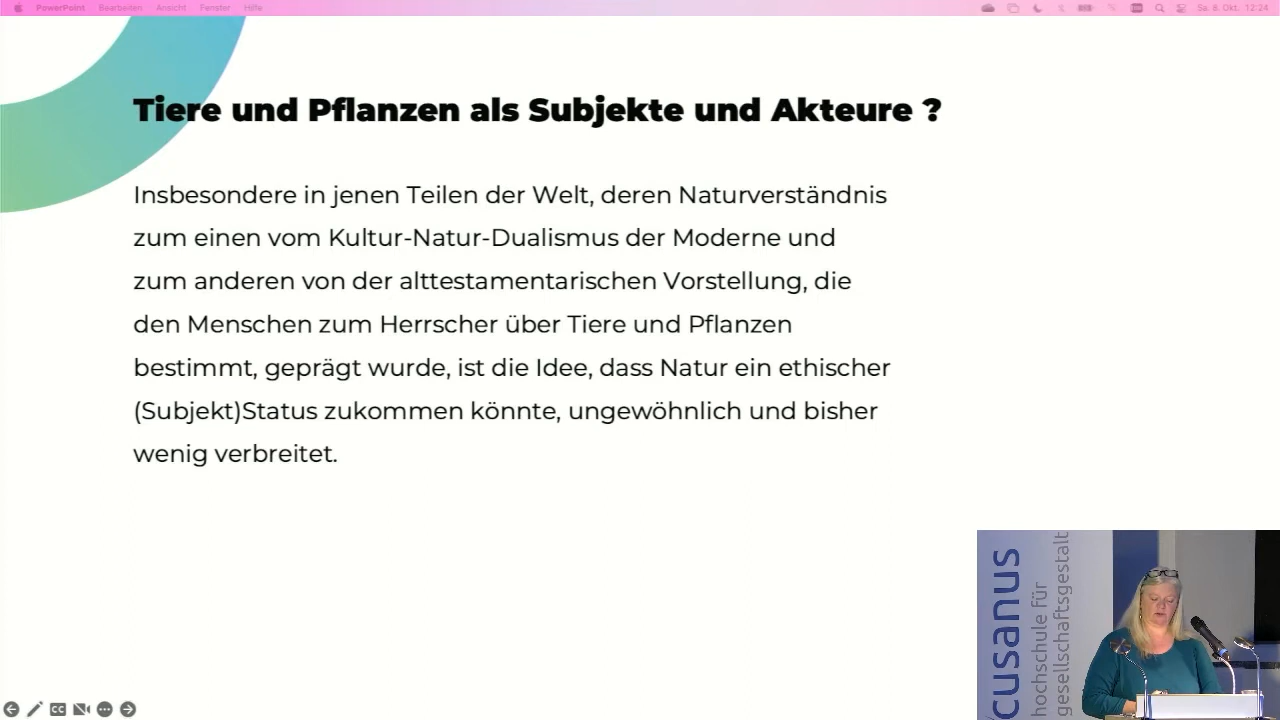 PowerPoint Bearbeiten Ansicht Fenster Hilfe
Sa. 8. Okt. 12:24
Tiere und Pflanzen als Subjekte und Akteure ?
Insbesondere in jenen Teilen der Welt, deren Naturverständnis
zum einen vom Kultur-Natur-Dualismus der Moderne und
zum anderen von der alttestamentarischen Vorstellung, die
den Menschen zum Herrscher über Tiere und Pflanzen
bestimmt, geprägt wurde, ist die Idee, dass Natur ein ethischer
(Subjekt)Status zukommen könnte, ungewöhnlich und bisher
wenig verbreitet.
cusanus
hochschule für
gesellschaftsgestalt
CC